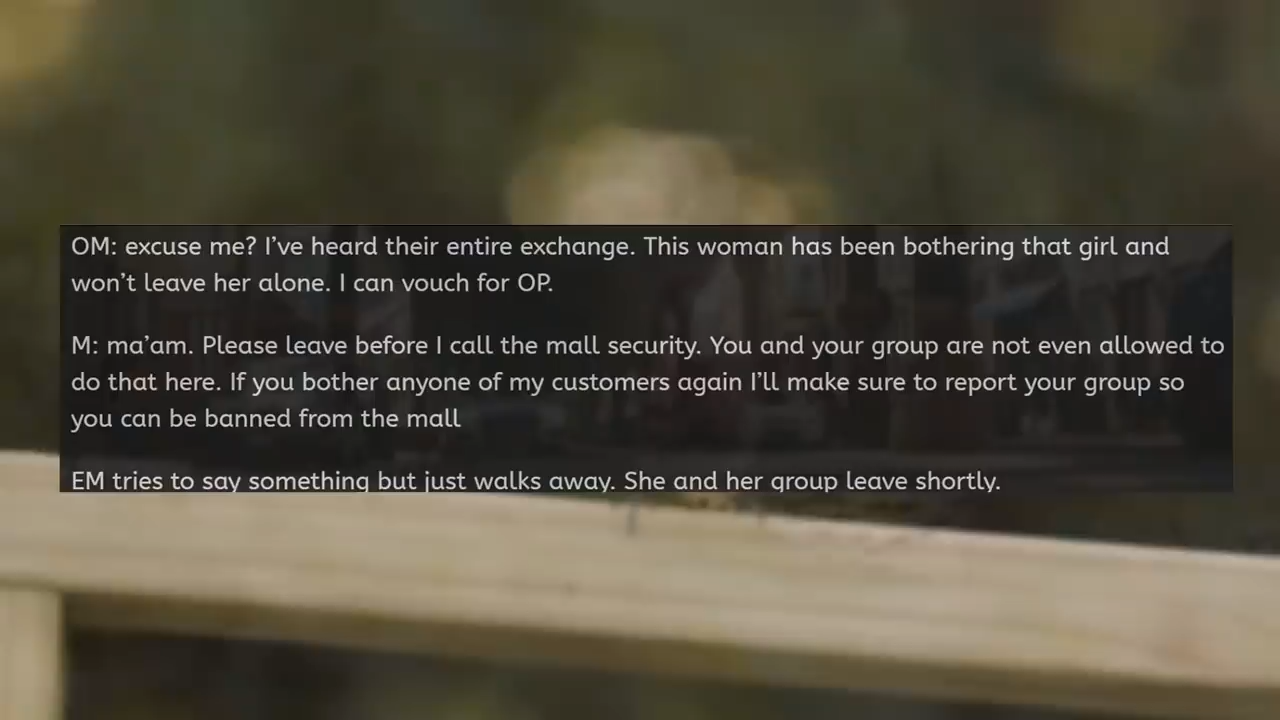 OM: excuse me? I’ve heard their entire exchange. This woman has been bothering that girl and
won’t leave her alone. I can vouch for OP.
M: ma’am. Please leave before I call the mall security. You and your group are not even allowed to
do that here. If you bother anyone of my customers again I’ll make sure to report your group so
you can be banned from the mall
EM tries to say something but just walks away. She and her group leave shortly.